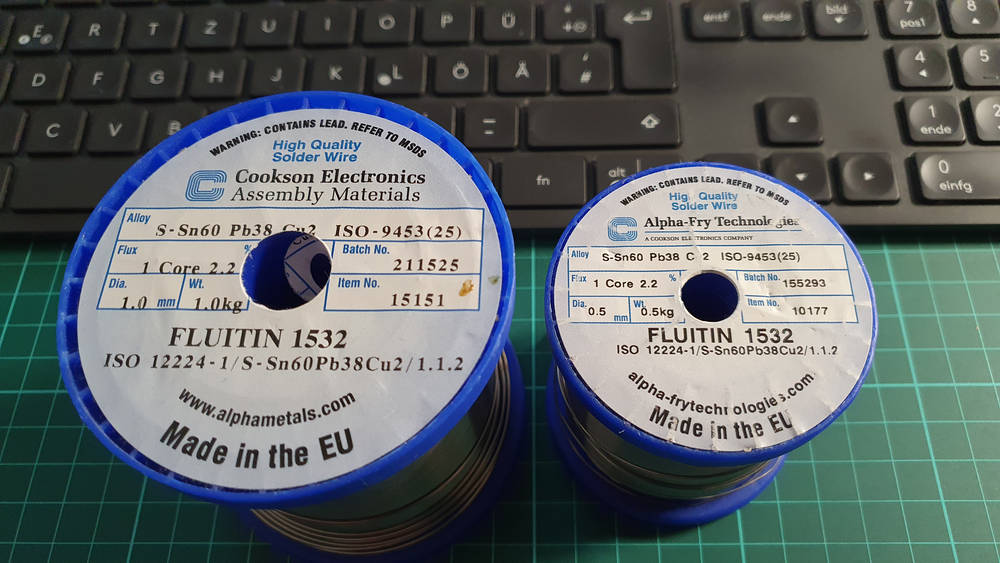 E R T Z U I O P Ü
entf ende bild
7 pos1 8
D F G H J K L Ö Ä #
4 5
C V B
1 ende 2
fn alt
0 einfg
WARNING: CONTAINS LEAD. REFER TO MSDS
High Quality
Solder Wire
Cookson Electronics
Assembly Materials
Alloy
S-Sn60 Pb38 Cu2 ISO-9453(25)
Flux %
1 Core 2.2
Batch No.
211525
Dia.
1.0 mm
Wt.
1.0kg
Item No.
15151
FLUITIN 1532
ISO 12224-1/S-Sn60Pb38Cu2/1.1.2
www.alphametals.com
Made in the EU
WARNING: CONTAINS LEAD. REFER TO MSDS
High Quality
Solder Wire
Alpha-Fry Technologies
A COOKSON ELECTRONICS COMPANY
Alloy S-Sn60 Pb38 C 2 ISO-9453(25)
Flux 1 Core 2.2 %
Batch No.
155293
Dia.
0.5 mm
Wt.
0.5kg
Item No.
10177
FLUITIN 1532
ISO 12224-1/S-Sn60Pb38Cu2/1.1.2
alpha-frytechnologies.com
Made in the EU